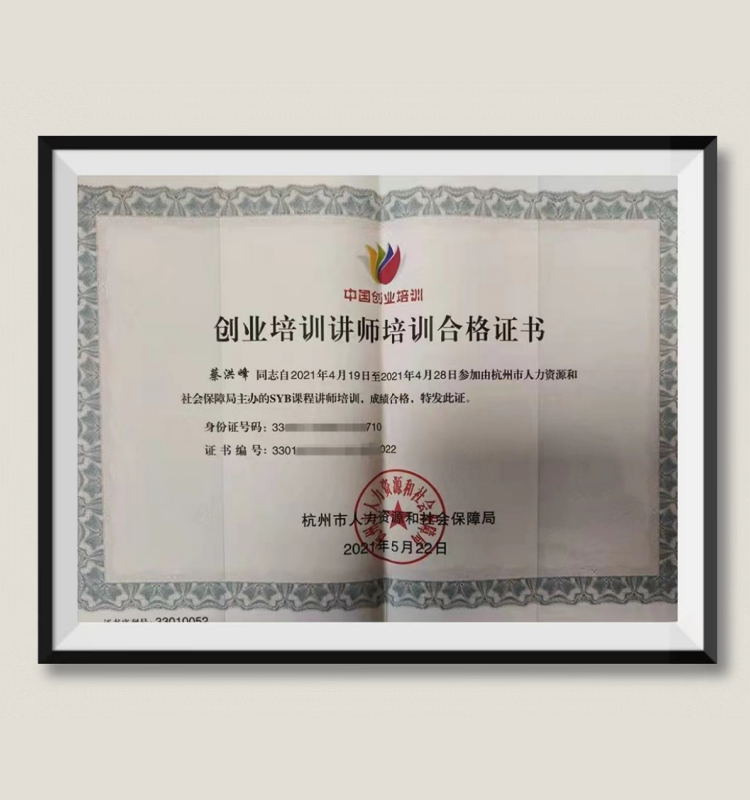 中国创业培训
创业培训讲师培训合格证书
蔡洪峰 同志自2021年4月19日至2021年4月28日参加由杭州市人力资源和
社会保障局主办的SYB课程讲师培训，成绩合格，特发此证。
身份证号码：33 710
证书编号：3301 022
杭州市人力资源和社会保障局
2021年5月22日
33010052